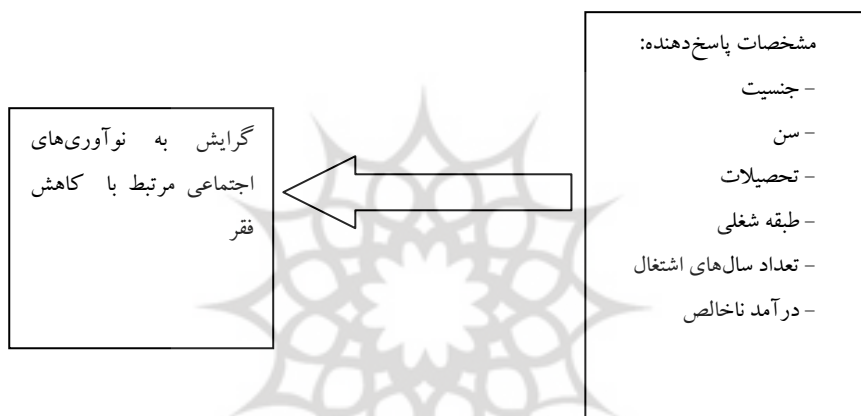 مشخصات پاسخ‌دهنده:
- جنسیت
- سن
- تحصیلات
- طبقه شغلی
- تعداد سال‌های اشتغال
- درآمد ناخالص
گرایش به نوآوری‌های
اجتماعی مرتبط با کاهش
فقر